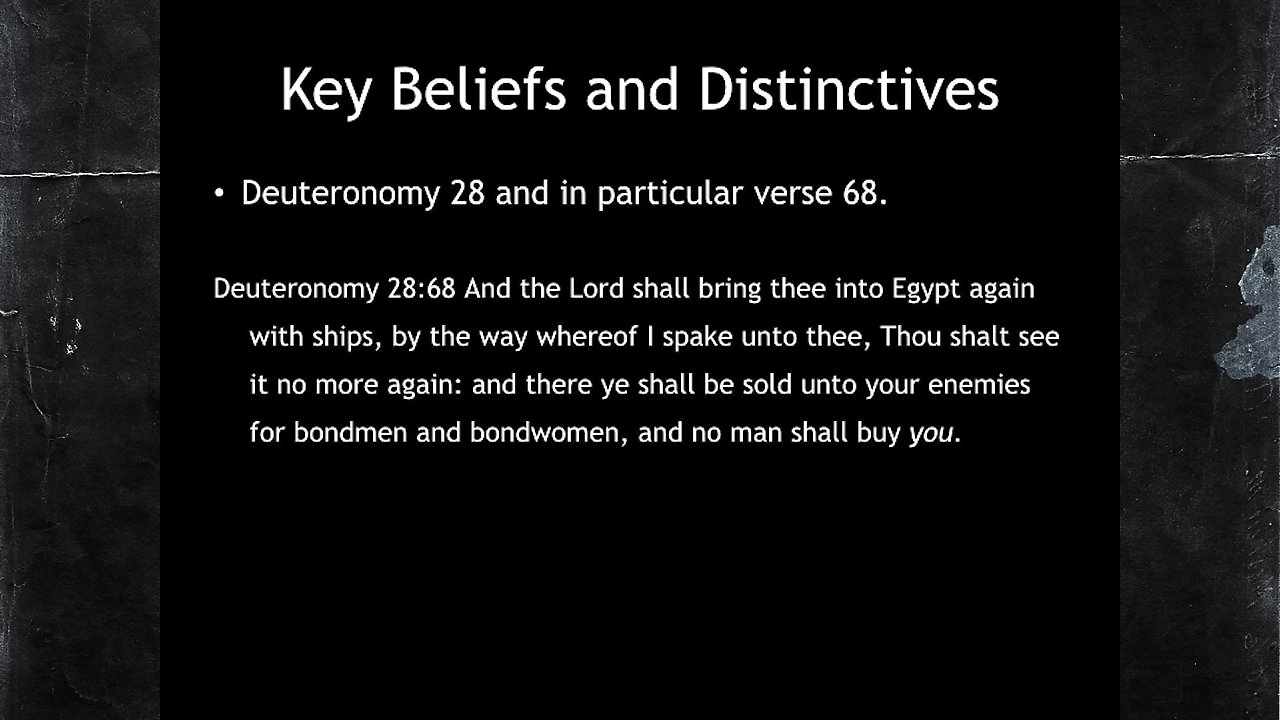 Key Beliefs and Distinctives
• Deuteronomy 28 and in particular verse 68.
Deuteronomy 28:68 And the Lord shall bring thee into Egypt again
with ships, by the way whereof I spake unto thee, Thou shalt see
it no more again: and there ye shall be sold unto your enemies
for bondmen and bondwomen, and no man shall buy you.